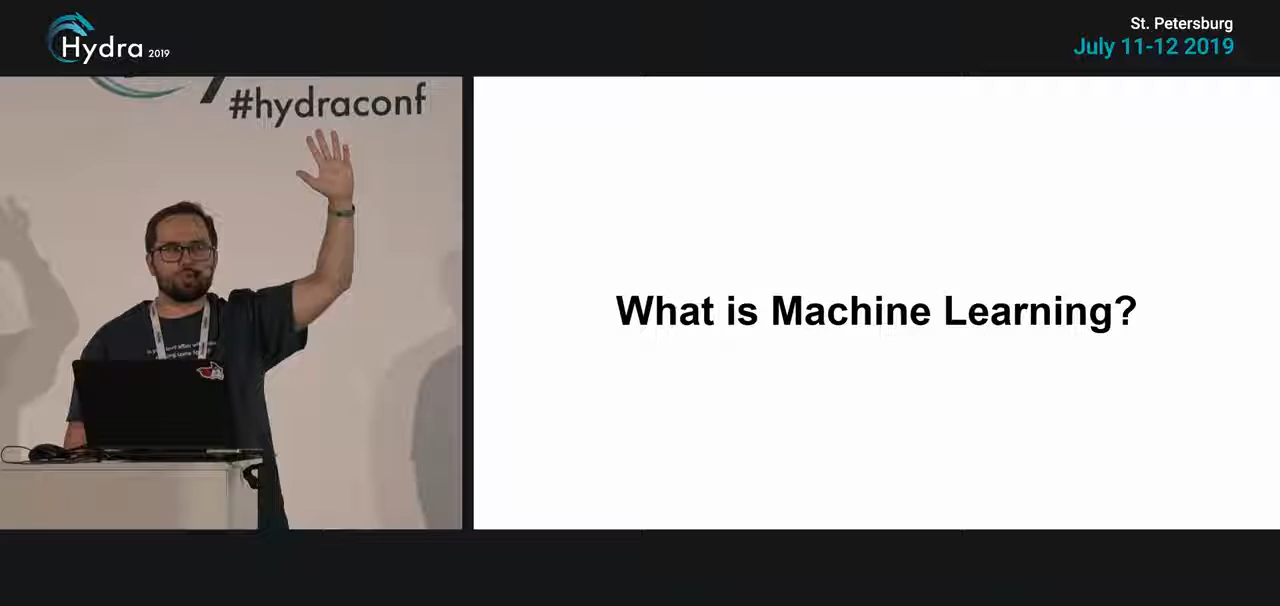 Hydra 2019
St. Petersburg
July 11-12 2019
#hydraconf
What is Machine Learning?